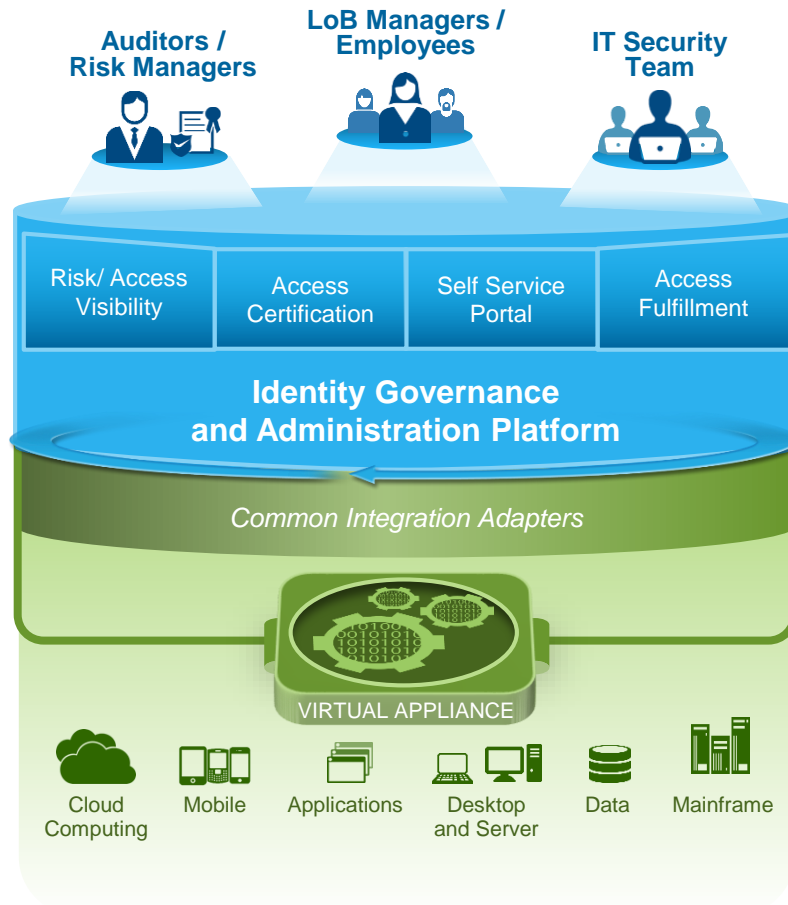 Auditors /
Risk Managers
LoB Managers /
Employees
IT Security
Team
Risk/ Access
Visibility
Access
Certification
Self Service
Portal
Access
Fulfillment
Identity Governance
and Administration Platform
Common Integration Adapters
VIRTUAL APPLIANCE
Cloud
Computing
Mobile
Applications
Desktop
and Server
Data
Mainframe